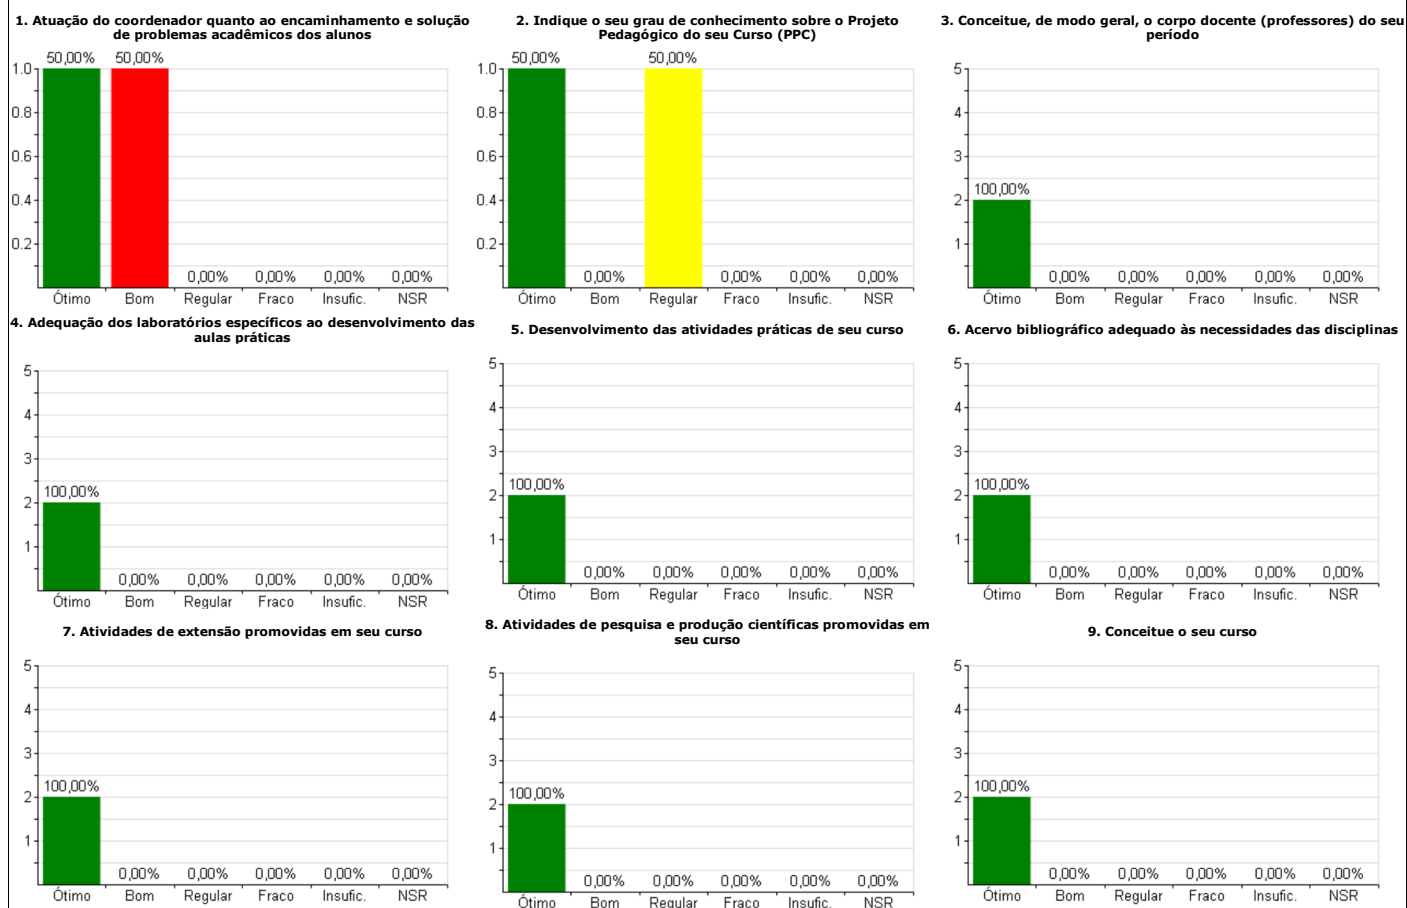 1. Atuação do coordenador quanto ao encaminhamento e solução
de problemas acadêmicos dos alunos
50,00% 50,00%
1.0
0.8
0.6
0.4
0.2
0,00% 0,00% 0,00% 0,00%
Ótimo Bom Regular Fraco Insufic. NSR
2. Indique o seu grau de conhecimento sobre o Projeto
Pedagógico do seu Curso (PPC)
50,00% 50,00%
1.0
0.8
0.6
0.4
0.2
0,00% 0,00% 0,00% 0,00%
Ótimo Bom Regular Fraco Insufic. NSR
3. Conceitue, de modo geral, o corpo docente (professores) do seu
período
5
4
3
100,00%
2
1
0,00% 0,00% 0,00% 0,00% 0,00%
Ótimo Bom Regular Fraco Insufic. NSR
4. Adequação dos laboratórios específicos ao desenvolvimento das
aulas práticas
5
4
3
100,00%
2
1
0,00% 0,00% 0,00% 0,00% 0,00%
Ótimo Bom Regular Fraco Insufic. NSR
5. Desenvolvimento das atividades práticas de seu curso
5
4
3
100,00%
2
1
0,00% 0,00% 0,00% 0,00% 0,00%
Ótimo Bom Regular Fraco Insufic. NSR
6. Acervo bibliográfico adequado às necessidades das disciplinas
5
4
3
100,00%
2
1
0,00% 0,00% 0,00% 0,00% 0,00%
Ótimo Bom Regular Fraco Insufic. NSR
7. Atividades de extensão promovidas em seu curso
5
4
3
100,00%
2
1
0,00% 0,00% 0,00% 0,00% 0,00%
Ótimo Bom Regular Fraco Insufic. NSR
8. Atividades de pesquisa e produção científicas promovidas em
seu curso
5
4
3
100,00%
2
1
0,00% 0,00% 0,00% 0,00% 0,00%
Ótimo Bom Regular Fraco Insufic. NSR
9. Conceitue o seu curso
5
4
3
100,00%
2
1
0,00% 0,00% 0,00% 0,00% 0,00%
Ótimo Bom Regular Fraco Insufic. NSR